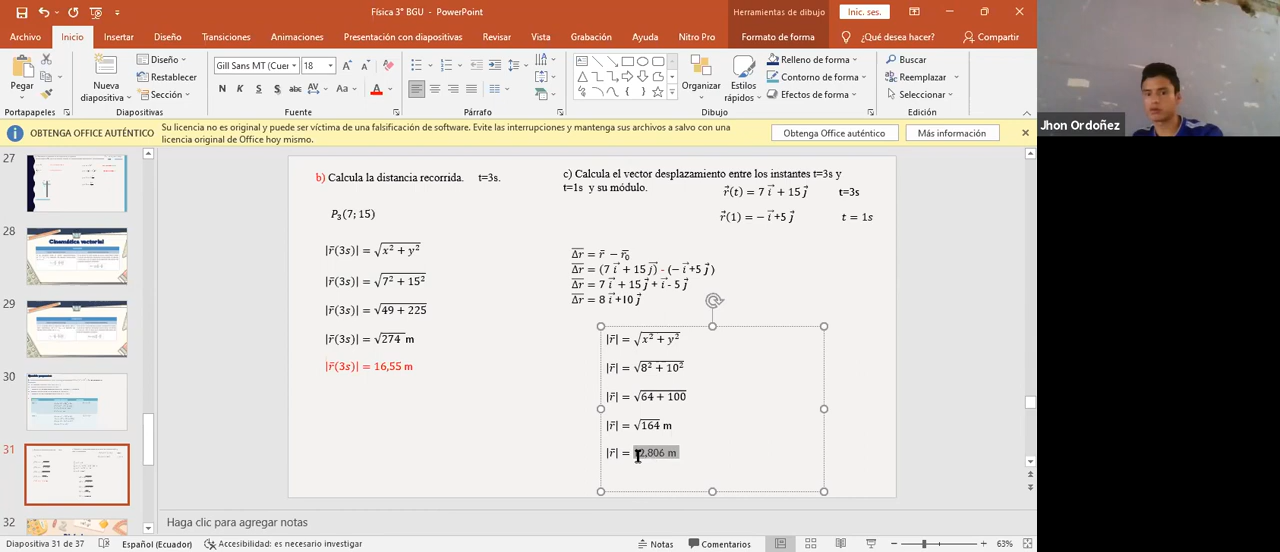 Física 3° BGU - PowerPoint
Herramientas de dibujo
Inic. ses.
Archivo Inicio Insertar Diseño Transiciones Animaciones Presentación con diapositivas Revisar Vista Grabación Ayuda Nitro Pro Formato de forma ¿Qué desea hacer? Compartir
Pegar
Nueva diapositiva
Diseño
Restablecer
Sección
Gill Sans MT (Cuer 18
N K S
Organizar
Estilos rápidos
Relleno de forma
Contorno de forma
Efectos de forma
Buscar
Reemplazar
Seleccionar
Portapapeles Diapositivas Fuente Párrafo Dibujo Edición
OBTENGA OFFICE AUTÉNTICO Su licencia no es original y puede ser víctima de una falsificación de software. Evite las interrupciones y mantenga sus archivos a salvo con una
licencia original de Office hoy mismo.
Obtenga Office auténtico Más información
Jhon Ordoñez
27
28
Cinemática vectorial
29
30
31
32
b) Calcula la distancia recorrida. t=3s.
P₃(7; 15)
|r⃗(3s)| = √(x² + y²)
|r⃗(3s)| = √(7² + 15²)
|r⃗(3s)| = √(49 + 225)
|r⃗(3s)| = √274 m
|r⃗(3s)| = 16,55 m
c) Calcula el vector desplazamiento entre los instantes t=3s y
t=1s y su módulo.
r⃗(t) = 7 i⃗ + 15 j⃗ t=3s
r⃗(1) = − i⃗ +5 j⃗ t = 1s
Δr = r⃗ − r₀
Δr = (7 i⃗ + 15 j⃗) - (− i⃗ +5 j⃗)
Δr = 7 i⃗ + 15 j⃗ + i⃗ - 5 j⃗
Δr = 8 i⃗ +10 j⃗
|r⃗| = √(x² + y²)
|r⃗| = √(8² + 10²)
|r⃗| = √(64 + 100)
|r⃗| = √164 m
|r⃗| = 2,806 m
Haga clic para agregar notas
Diapositiva 31 de 37 Español (Ecuador) Accesibilidad: es necesario investigar Notas Comentarios 63%